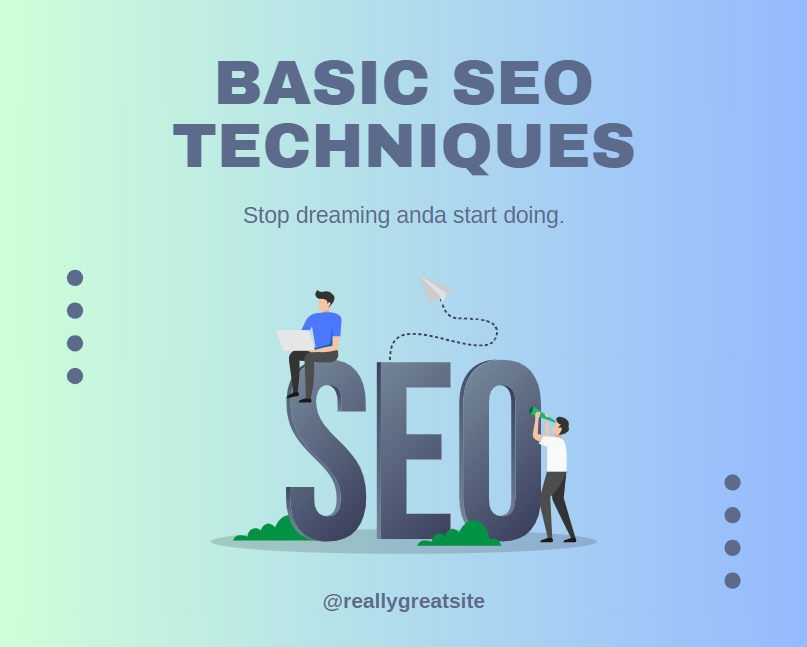 BASIC SEO
TECHNIQUES
Stop dreaming anda start doing.
SEO
@reallygreatsite